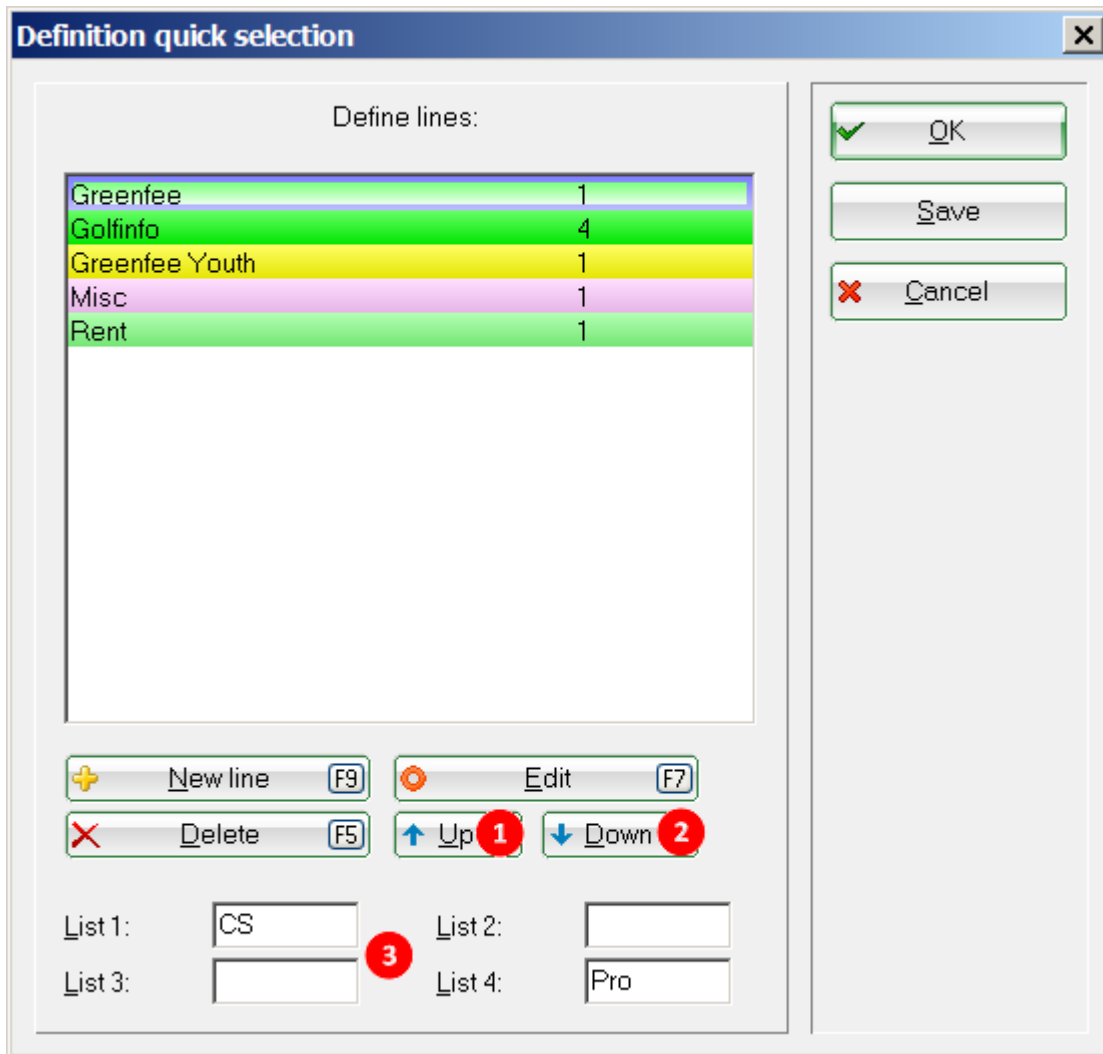 Definition quick selection
Define lines:
Greenfee 1
Golfinfo 4
Greenfee Youth 1
Misc 1
Rent 1
New line F9
Edit F7
Delete F5
Up 1
Down 2
List 1: CS
List 2:
3
List 3:
List 4: Pro
OK
Save
Cancel